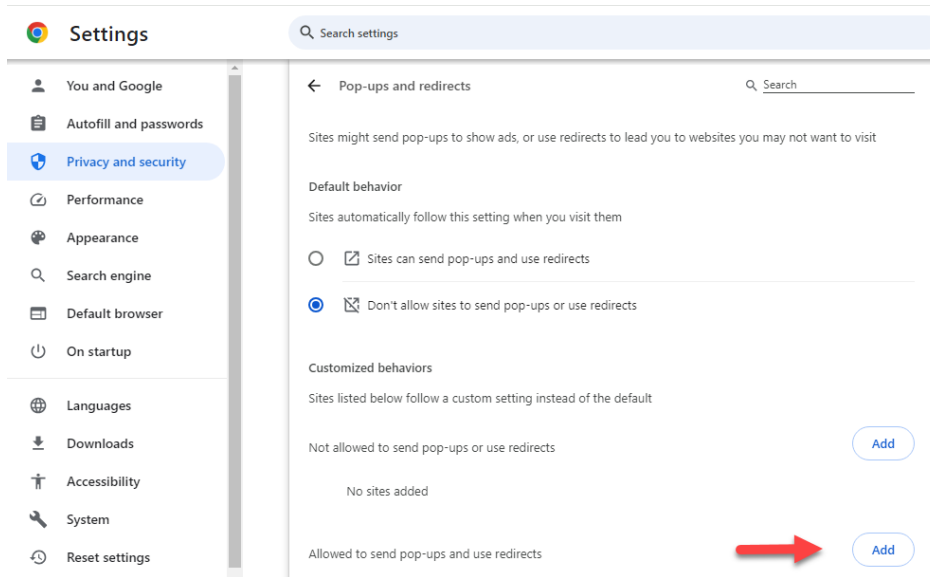 Settings
Search settings
You and Google
Autofill and passwords
Privacy and security
Performance
Appearance
Search engine
Default browser
On startup
Languages
Downloads
Accessibility
System
Reset settings
Pop-ups and redirects
Search
Sites might send pop-ups to show ads, or use redirects to lead you to websites you may not want to visit
Default behavior
Sites automatically follow this setting when you visit them
Sites can send pop-ups and use redirects
Don't allow sites to send pop-ups or use redirects
Customized behaviors
Sites listed below follow a custom setting instead of the default
Not allowed to send pop-ups or use redirects
Add
No sites added
Allowed to send pop-ups and use redirects
Add